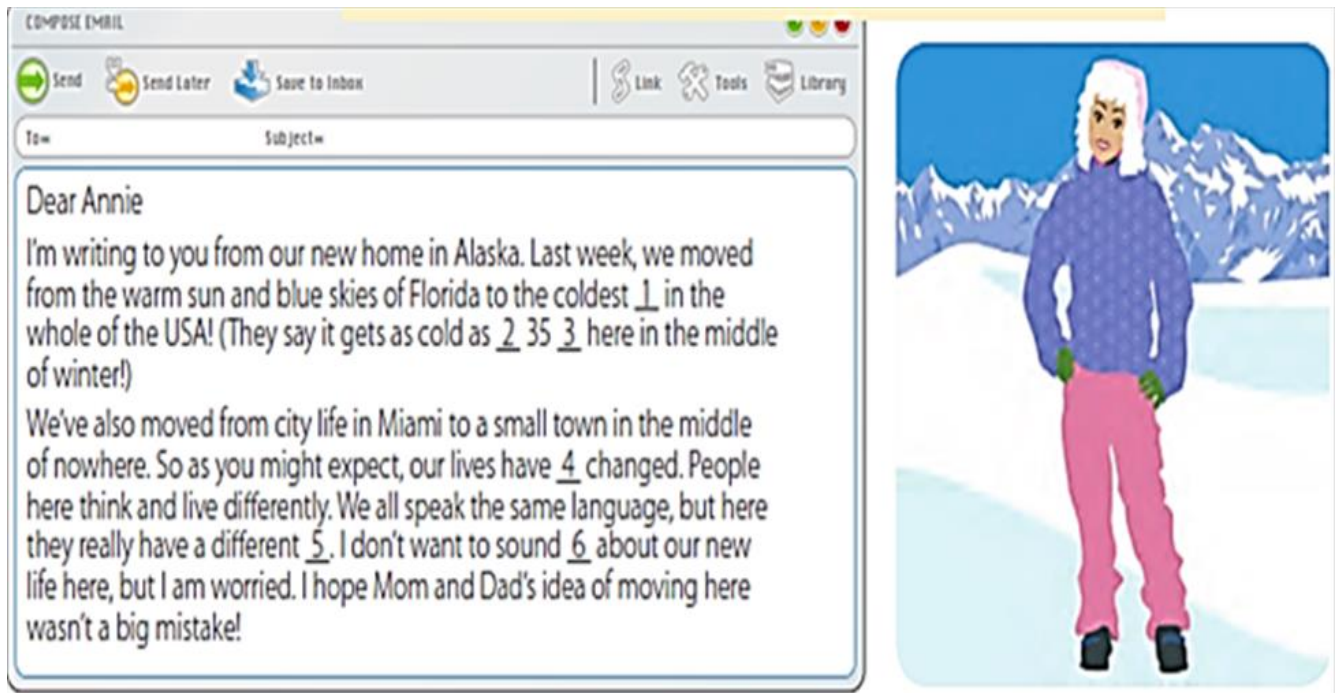 COMPOSE EMAIL
Send Send Later Save to Inbox Link Tools Library
To= Subject=
Dear Annie
I'm writing to you from our new home in Alaska. Last week, we moved
from the warm sun and blue skies of Florida to the coldest 1 in the
whole of the USA! (They say it gets as cold as 2 35 3 here in the middle
of winter!)
We've also moved from city life in Miami to a small town in the middle
of nowhere. So as you might expect, our lives have 4 changed. People
here think and live differently. We all speak the same language, but here
they really have a different 5. I don't want to sound 6 about our new
life here, but I am worried. I hope Mom and Dad's idea of moving here
wasn't a big mistake!